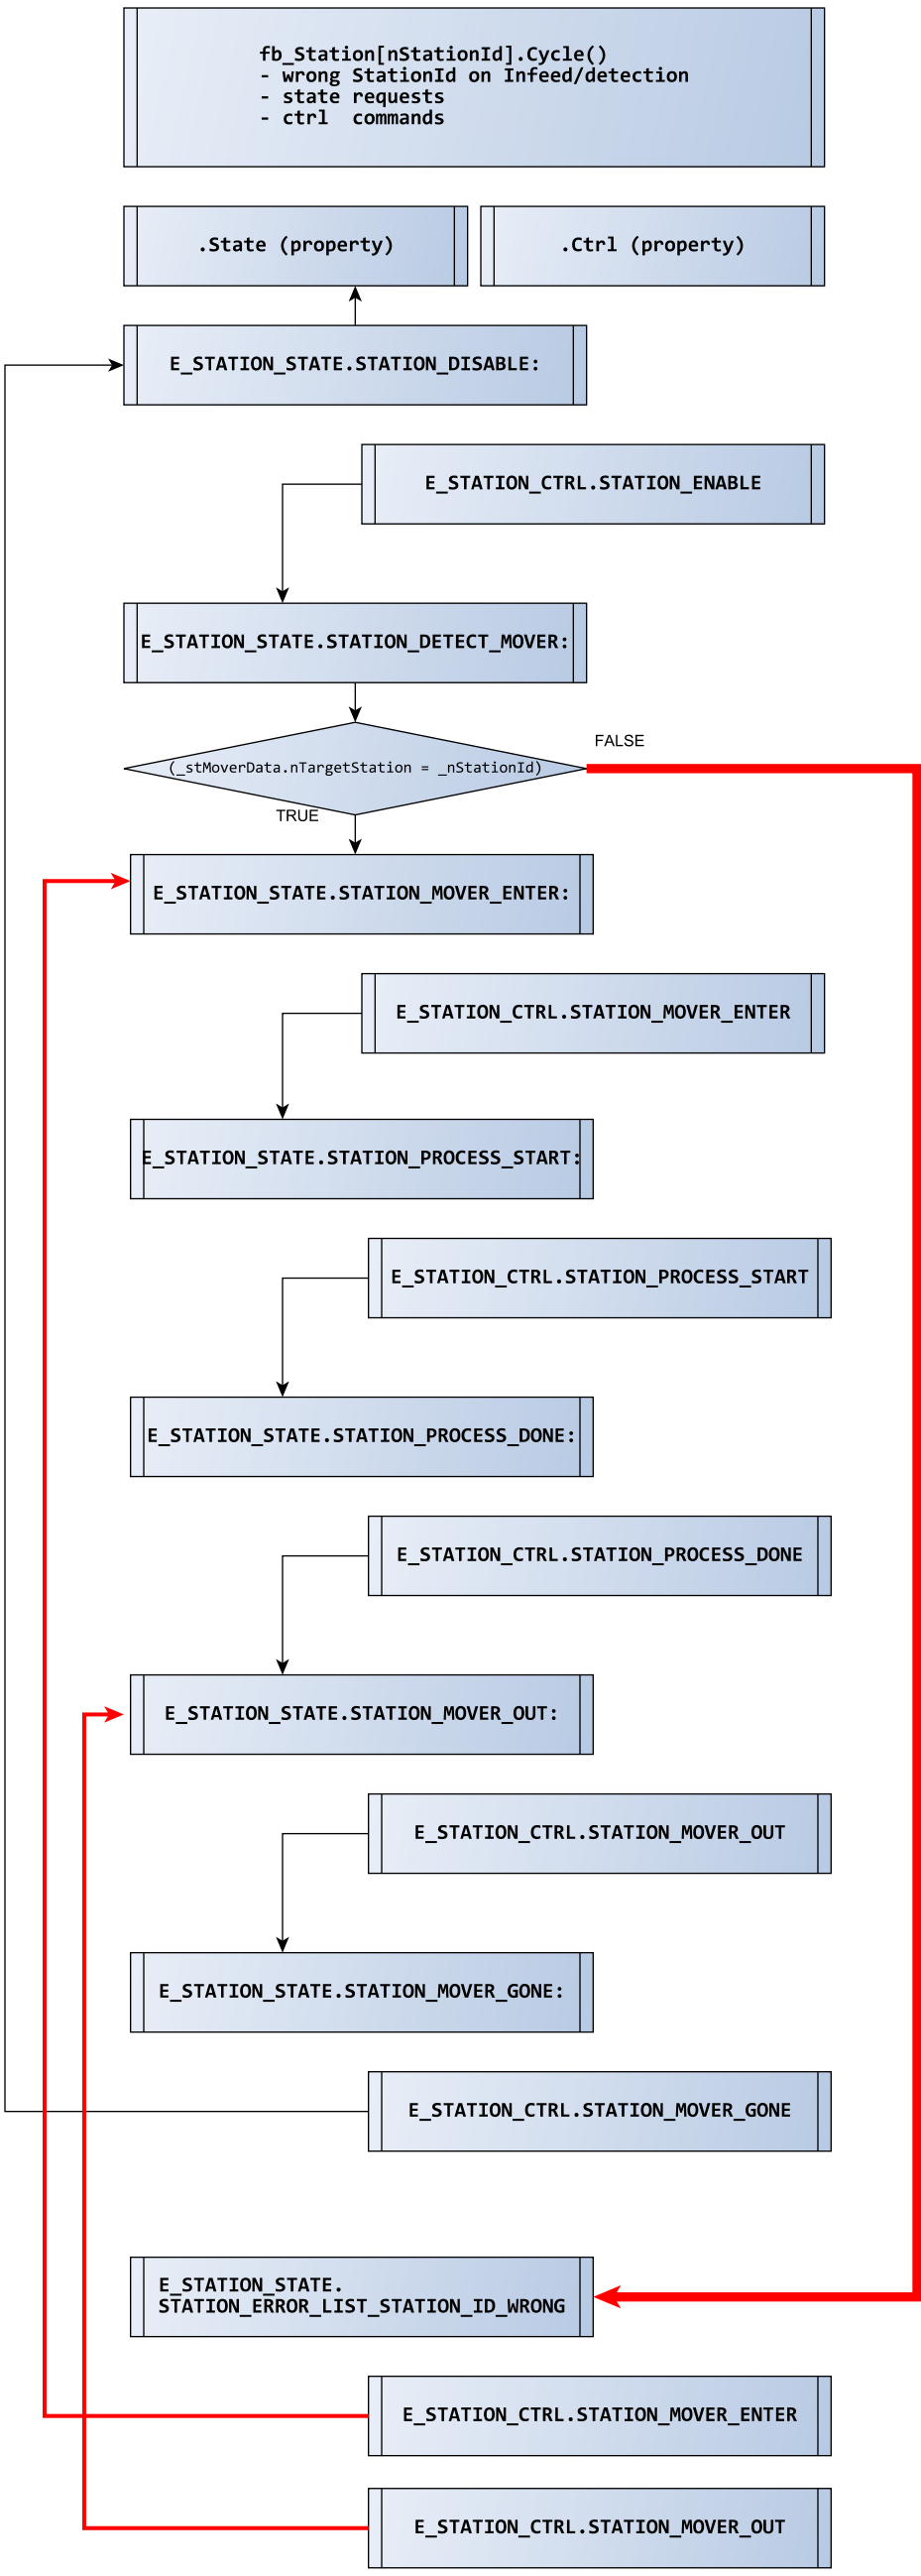 fb_Station[nStationId].Cycle()
- wrong StationId on Infeed/detection
- state requests
- ctrl  commands
.State (property)
.Ctrl (property)
E_STATION_STATE.STATION_DISABLE:
E_STATION_CTRL.STATION_ENABLE
E_STATION_STATE.STATION_DETECT_MOVER:
FALSE
(_stMoverData.nTargetStation = _nStationId)
TRUE
E_STATION_STATE.STATION_MOVER_ENTER:
E_STATION_CTRL.STATION_MOVER_ENTER
E_STATION_STATE.STATION_PROCESS_START:
E_STATION_CTRL.STATION_PROCESS_START
E_STATION_STATE.STATION_PROCESS_DONE:
E_STATION_CTRL.STATION_PROCESS_DONE
E_STATION_STATE.STATION_MOVER_OUT:
E_STATION_CTRL.STATION_MOVER_OUT
E_STATION_STATE.STATION_MOVER_GONE:
E_STATION_CTRL.STATION_MOVER_GONE
E_STATION_STATE.
STATION_ERROR_LIST_STATION_ID_WRONG
E_STATION_CTRL.STATION_MOVER_ENTER
E_STATION_CTRL.STATION_MOVER_OUT